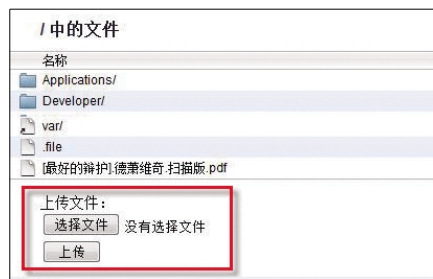 / 中的文件
名称
Applications/
Developer/
var/
.file
[最好的辩护].德萧维奇.扫描版.pdf
上传文件：
选择文件 没有选择文件
上传